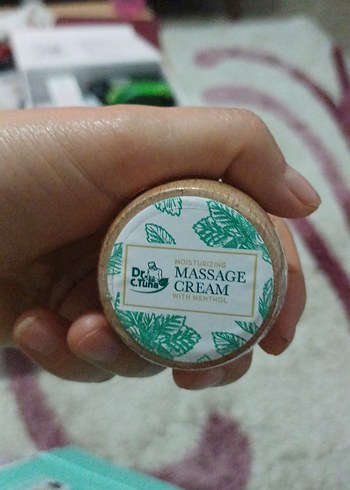 Dr.
C.Tuna
MOISTURIZING
MASSAGE
CREAM
WITH MENTHOL